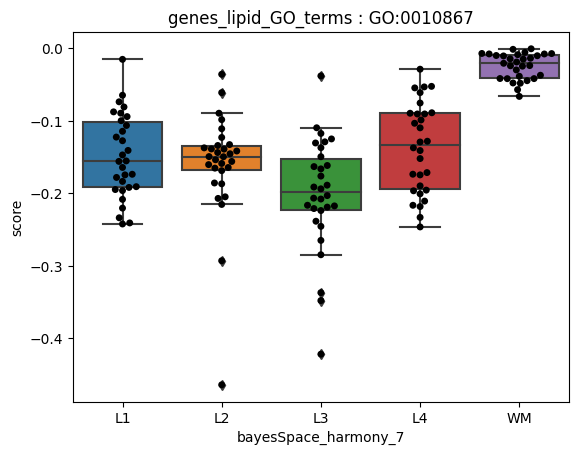 genes_lipid_GO_terms : GO:0010867
0.0
−0.1
−0.2
−0.3
−0.4
score
L1 L2 L3 L4 WM
bayesSpace_harmony_7